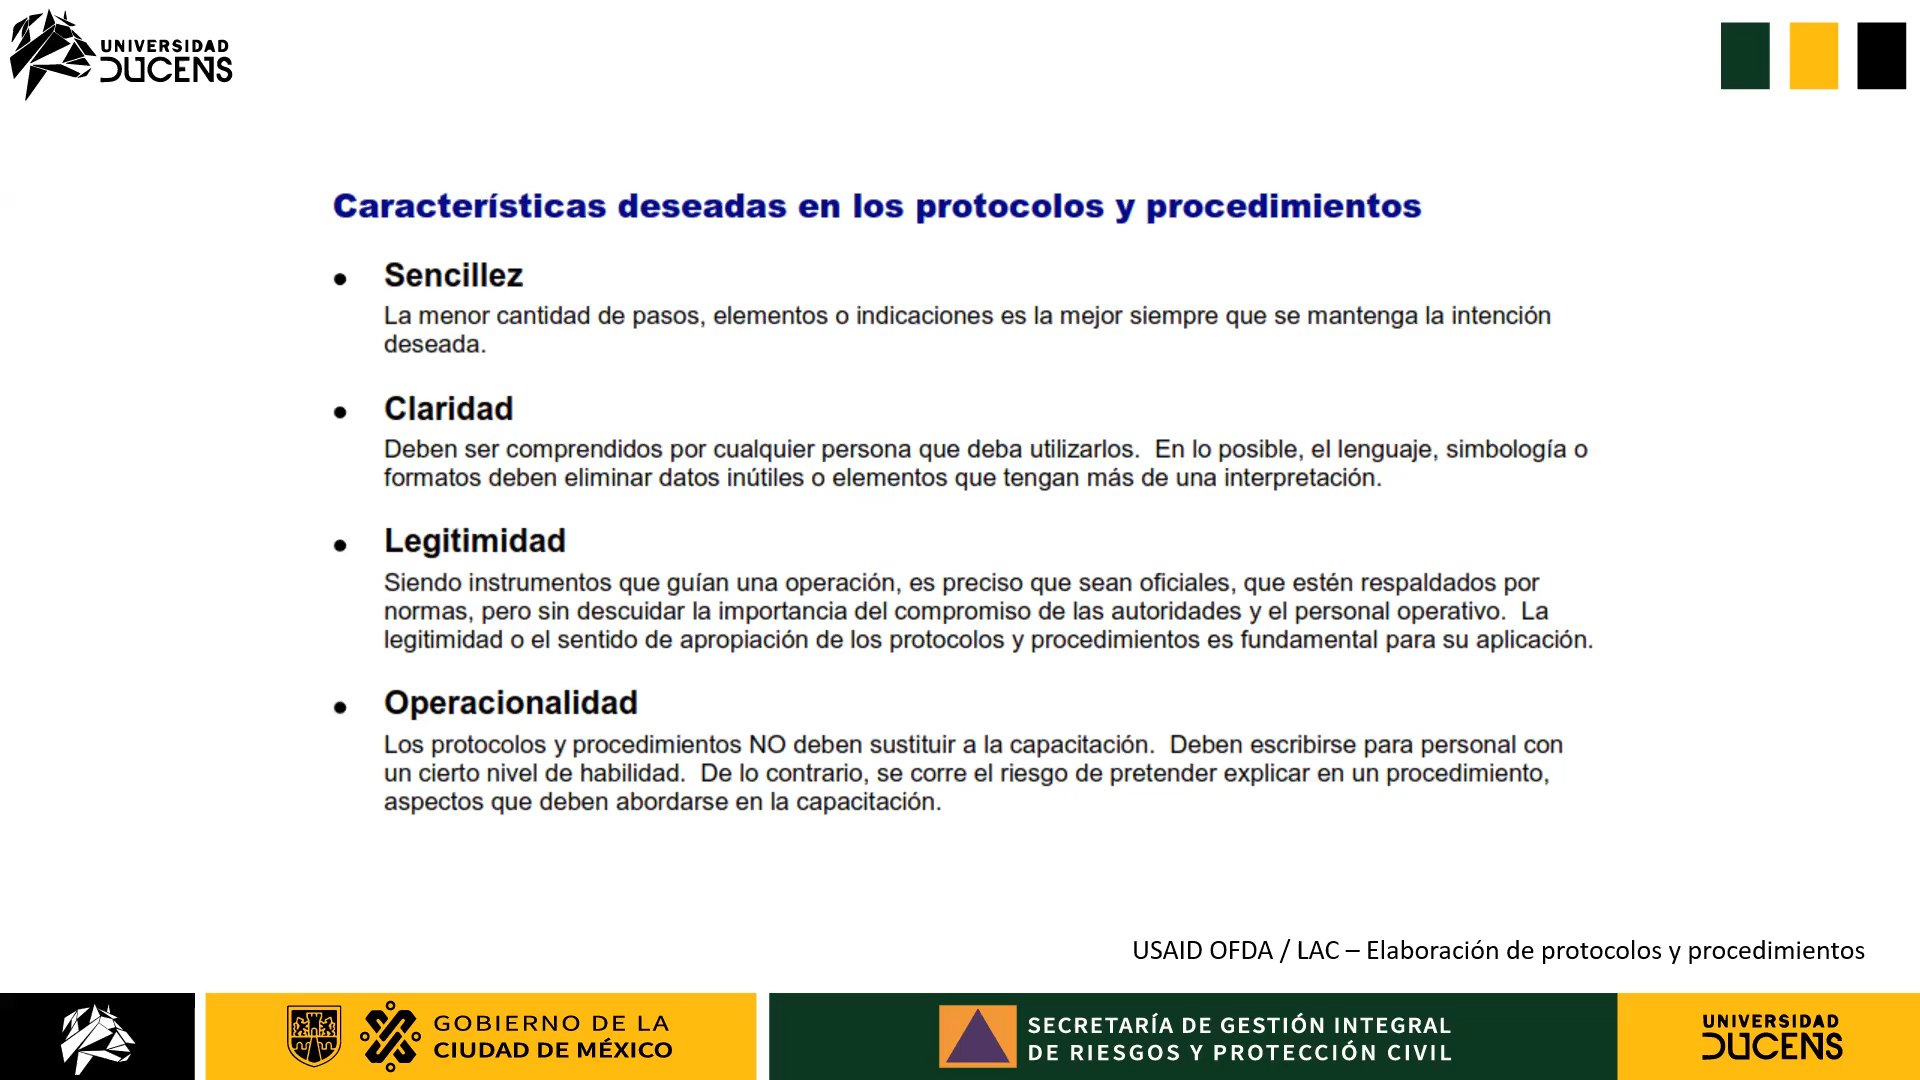 UNIVERSIDAD
DUCENS
Características deseadas en los protocolos y procedimientos
• Sencillez
La menor cantidad de pasos, elementos o indicaciones es la mejor siempre que se mantenga la intención
deseada.
• Claridad
Deben ser comprendidos por cualquier persona que deba utilizarlos. En lo posible, el lenguaje, simbología o
formatos deben eliminar datos inútiles o elementos que tengan más de una interpretación.
• Legitimidad
Siendo instrumentos que guían una operación, es preciso que sean oficiales, que estén respaldados por
normas, pero sin descuidar la importancia del compromiso de las autoridades y el personal operativo. La
legitimidad o el sentido de apropiación de los protocolos y procedimientos es fundamental para su aplicación.
• Operacionalidad
Los protocolos y procedimientos NO deben sustituir a la capacitación. Deben escribirse para personal con
un cierto nivel de habilidad. De lo contrario, se corre el riesgo de pretender explicar en un procedimiento,
aspectos que deben abordarse en la capacitación.
USAID OFDA / LAC – Elaboración de protocolos y procedimientos
GOBIERNO DE LA
CIUDAD DE MÉXICO
SECRETARÍA DE GESTIÓN INTEGRAL
DE RIESGOS Y PROTECCIÓN CIVIL
UNIVERSIDAD
DUCENS